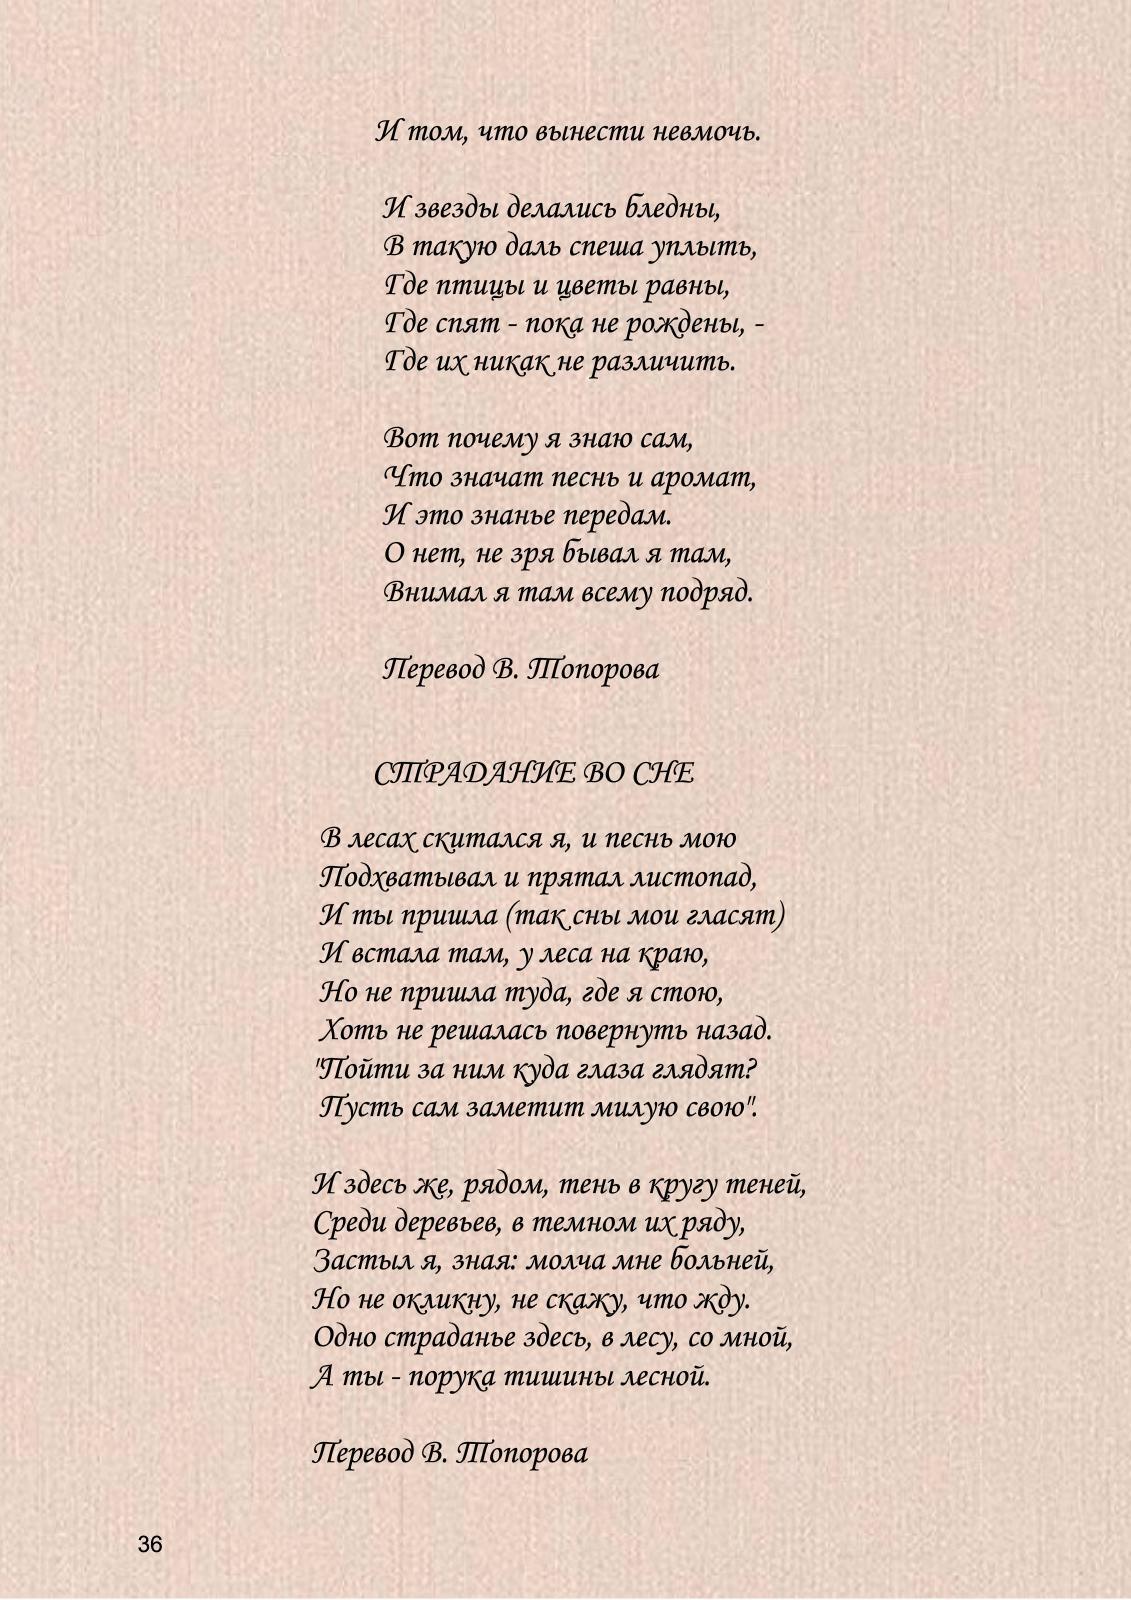 И том, что вынести невмочь.
И звезды делались бледны,
В такую даль спеша уплыть,
Где птицы и цветы равны,
Где спят - пока не рождены, -
Где их никак не различить.
Вот почему я знаю сам,
Что значат песнь и аромат,
И это знанье передам.
О нет, не зря бывал я там,
Внимал я там всему подряд.
Перевод В. Топорова
СТРАДАНИЕ ВО СНЕ
В лесах скитался я, и песнь мою
Подхватывал и прятал листопад,
И ты пришла (так сны мои гласят)
И встала там, у леса на краю,
Но не пришла туда, где я стою,
Хоть не решалась повернуть назад.
"Пойти за ним куда глаза глядят?
Пусть сам заметит милую свою".
И здесь же, рядом, тень в кругу теней,
Среди деревьев, в темном их ряду,
Застыл я, зная: молча мне больней,
Но не окликну, не скажу, что жду.
Одно страданье здесь, в лесу, со мной,
А ты - порука тишины лесной.
Перевод В. Топорова
36